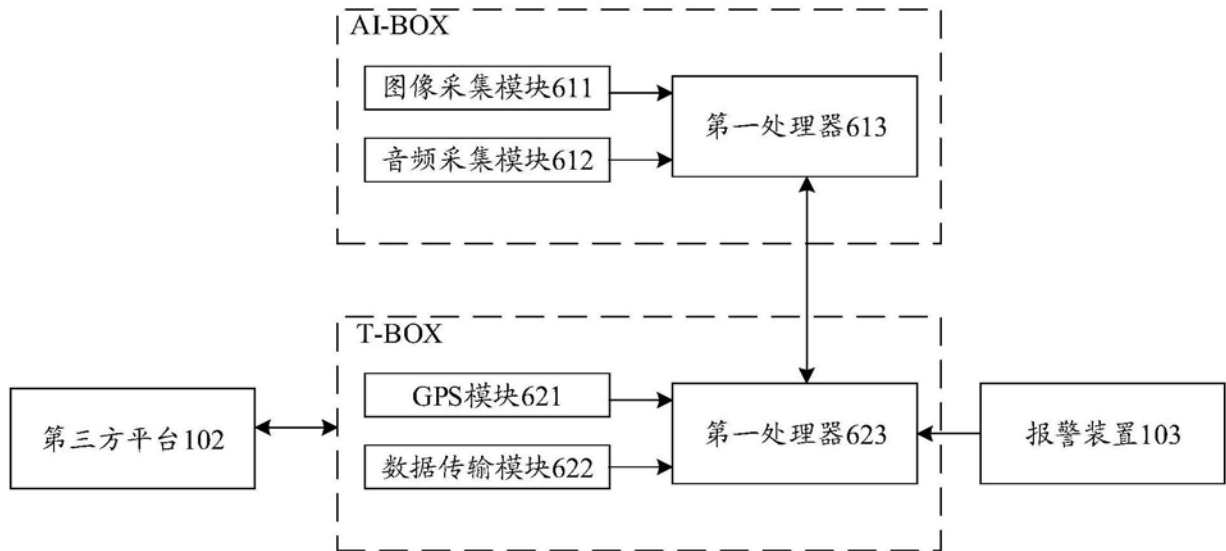 AI-BOX
图像采集模块611
音频采集模块612
第一处理器613
T-BOX
GPS模块621
数据传输模块622
第一处理器623
第三方平台102
报警装置103